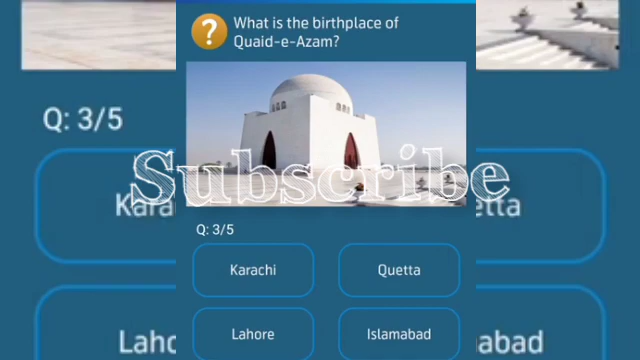 What is the birthplace of
Quaid-e-Azam?
Q: 3/5
Subscribe
Q: 3/5
Karachi
Quetta
Lahore
Islamabad